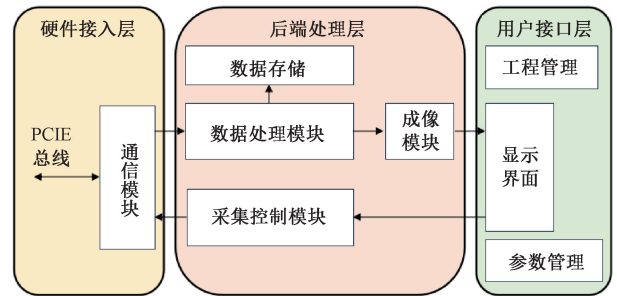 硬件接入层
后端处理层
用户接口层
PCIE
总线
通信模块
数据存储
数据处理模块
成像
模块
采集控制模块
工程管理
显示
界面
参数管理